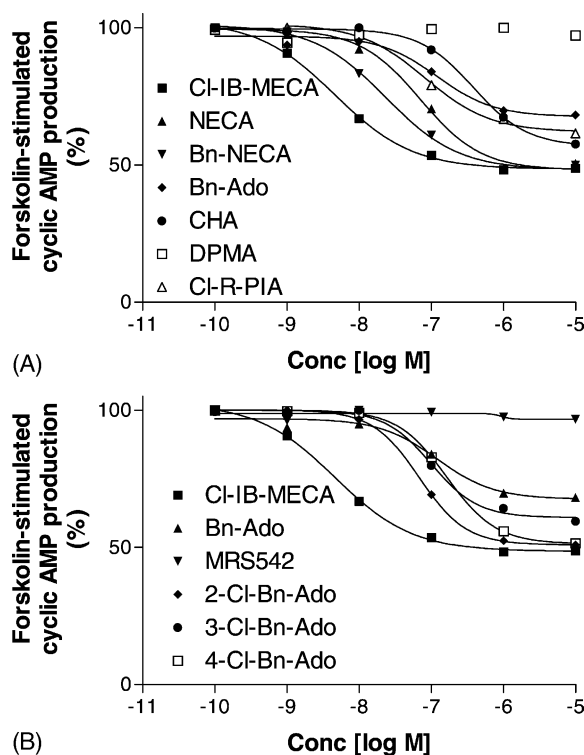 Forskolin-stimulated
cyclic AMP production
(%)
100
50
0
Cl-IB-MECA
NECA
Bn-NECA
Bn-Ado
CHA
DPMA
Cl-R-PIA
-11 -10 -9 -8 -7 -6 -5
Conc [log M]
(A)
Forskolin-stimulated
cyclic AMP production
(%)
100
50
0
Cl-IB-MECA
Bn-Ado
MRS542
2-Cl-Bn-Ado
3-Cl-Bn-Ado
4-Cl-Bn-Ado
-11 -10 -9 -8 -7 -6 -5
Conc [log M]
(B)